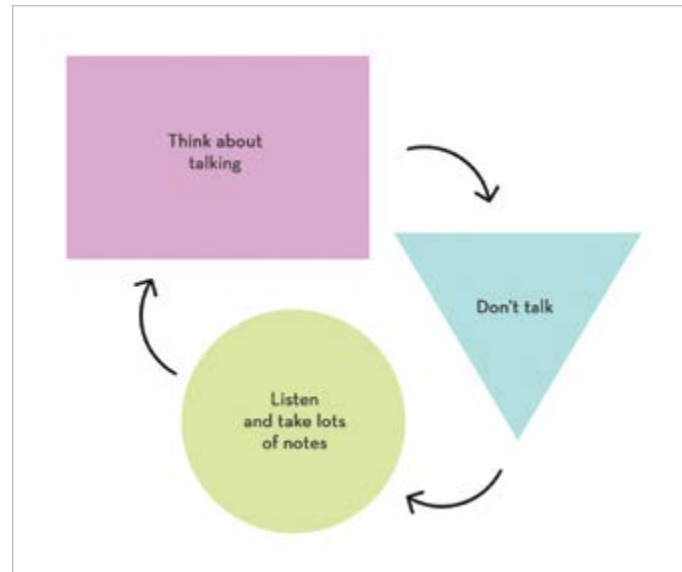 Think about
talking
Don't talk
Listen
and take lots
of notes